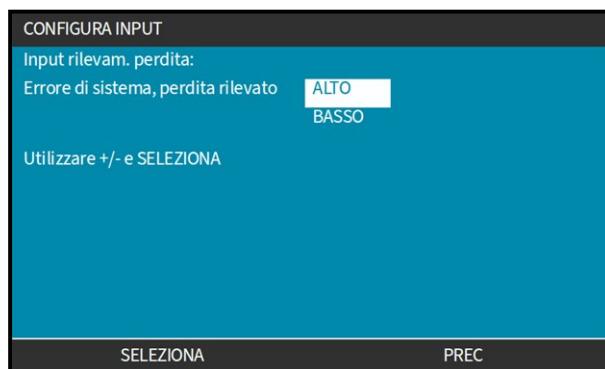 CONFIGURA INPUT
Input rilevam. perdita:
Errore di sistema, perdita rilevato ALTO
BASSO
Utilizzare +/- e SELEZIONA
SELEZIONA PREC